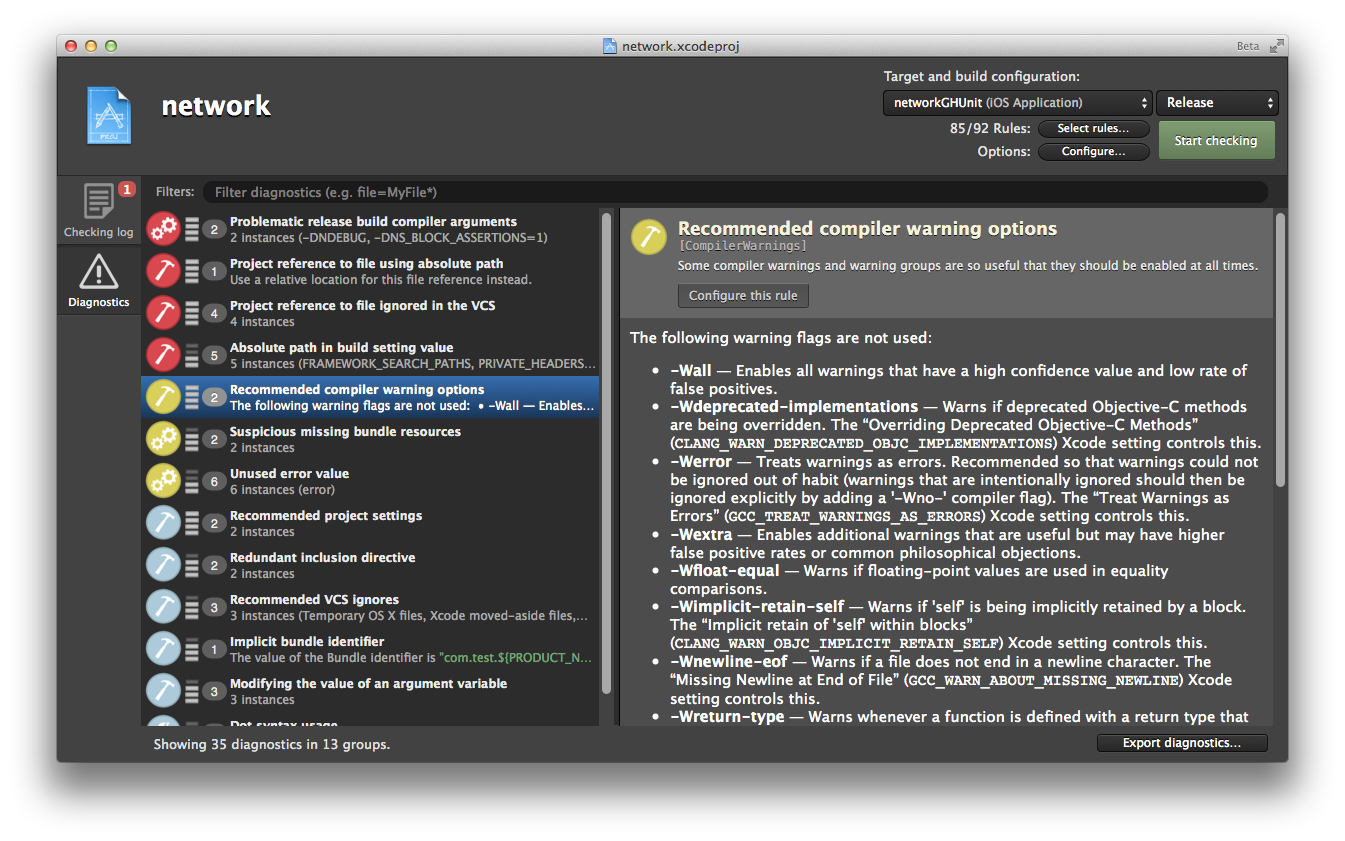 network.xcodeproj
Beta
network
Target and build configuration:
networkGHUnit (iOS Application)
Release
85/92 Rules:
Select rules...
Options:
Configure...
Start checking
1
Checking log
Diagnostics
Filters:
Filter diagnostics (e.g. file=MyFile*)
2
Problematic release build compiler arguments
2 instances (-DNDEBUG, -DNS_BLOCK_ASSERTIONS=1)
1
Project reference to file using absolute path
Use a relative location for this file reference instead.
4
Project reference to file ignored in the VCS
4 instances
5
Absolute path in build setting value
5 instances (FRAMEWORK_SEARCH_PATHS, PRIVATE_HEADERS...
2
Recommended compiler warning options
The following warning flags are not used: • -Wall — Enables...
2
Suspicious missing bundle resources
2 instances
6
Unused error value
6 instances (error)
2
Recommended project settings
2 instances
2
Redundant inclusion directive
2 instances
3
Recommended VCS ignores
3 instances (Temporary OS X files, Xcode moved-aside files,...
1
Implicit bundle identifier
The value of the Bundle identifier is "com.test.${PRODUCT_N...
3
Modifying the value of an argument variable
3 instances
Dot syntax usage
Recommended compiler warning options
[CompilerWarnings]
Some compiler warnings and warning groups are so useful that they should be enabled at all times.
Configure this rule
The following warning flags are not used:
• -Wall — Enables all warnings that have a high confidence value and low rate of
false positives.
• -Wdeprecated-implementations — Warns if deprecated Objective-C methods
are being overridden. The “Overriding Deprecated Objective-C Methods”
(CLANG_WARN_DEPRECATED_OBJC_IMPLEMENTATIONS) Xcode setting controls this.
• -Werror — Treats warnings as errors. Recommended so that warnings could not
be ignored out of habit (warnings that are intentionally ignored should then be
ignored explicitly by adding a '-Wno-' compiler flag). The “Treat Warnings as
Errors” (GCC_TREAT_WARNINGS_AS_ERRORS) Xcode setting controls this.
• -Wextra — Enables additional warnings that are useful but may have higher
false positive rates or common philosophical objections.
• -Wfloat-equal — Warns if floating-point values are used in equality
comparisons.
• -Wimplicit-retain-self — Warns if 'self' is being implicitly retained by a block.
The “Implicit retain of 'self' within blocks”
(CLANG_WARN_OBJC_IMPLICIT_RETAIN_SELF) Xcode setting controls this.
• -Wnewline-eof — Warns if a file does not end in a newline character. The
“Missing Newline at End of File” (GCC_WARN_ABOUT_MISSING_NEWLINE) Xcode
setting controls this.
• -Wreturn-type — Warns whenever a function is defined with a return type that
Showing 35 diagnostics in 13 groups.
Export diagnostics...